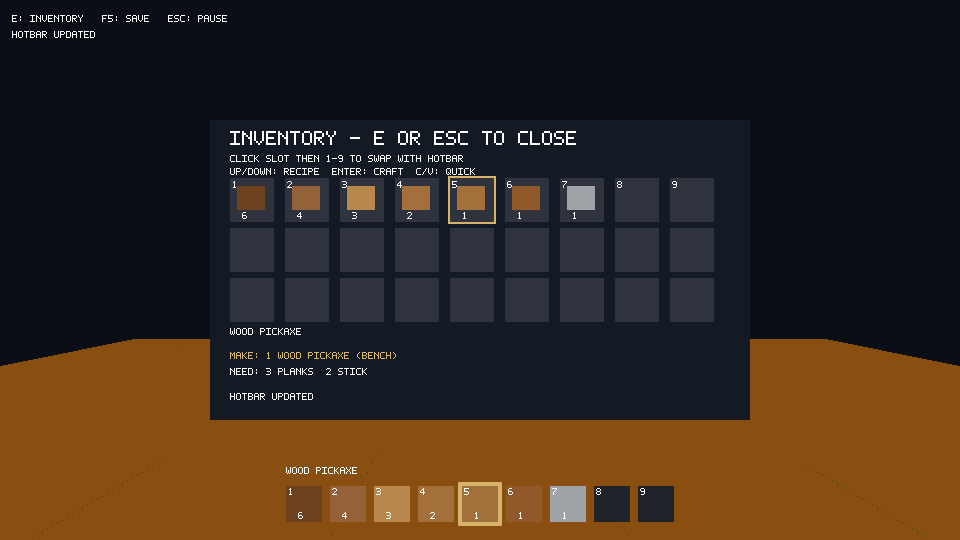 E: INVENTORY   F5: SAVE   ESC: PAUSE
HOTBAR UPDATED
INVENTORY - E OR ESC TO CLOSE
CLICK SLOT THEN 1-9 TO SWAP WITH HOTBAR
UP/DOWN: RECIPE  ENTER: CRAFT  C/V: QUICK
1 2 3 4 5 6 7 8 9
6 4 3 2 1 1 1
WOOD PICKAXE
MAKE: 1 WOOD PICKAXE (BENCH)
NEED: 3 PLANKS  2 STICK
HOTBAR UPDATED
WOOD PICKAXE
1 2 3 4 5 6 7 8 9
6 4 3 2 1 1 1